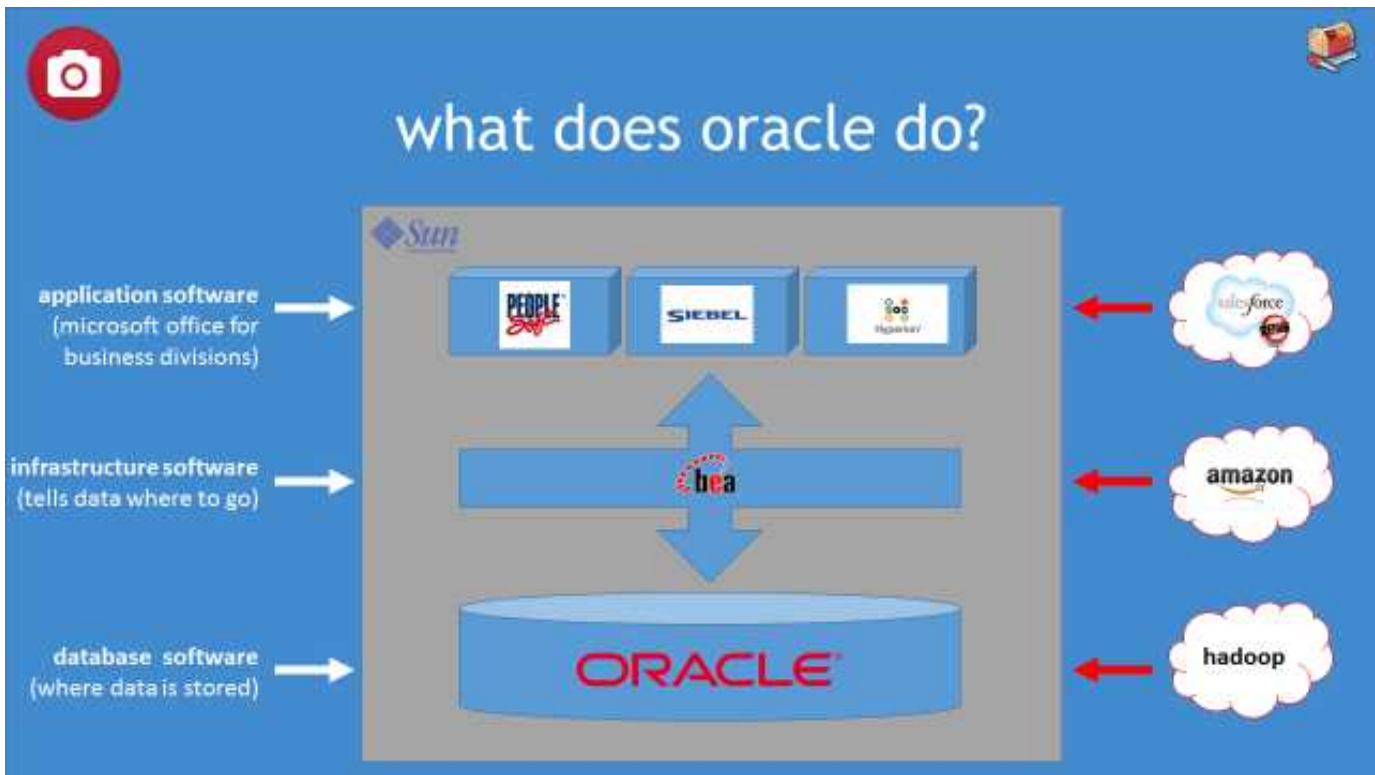 what does oracle do?
Sun
application software
(microsoft office for
business divisions)
PEOPLE
Soft
SIEBEL
Hyperion
salesforce
infrastructure software
(tells data where to go)
bea
amazon
database software
(where data is stored)
ORACLE
hadoop